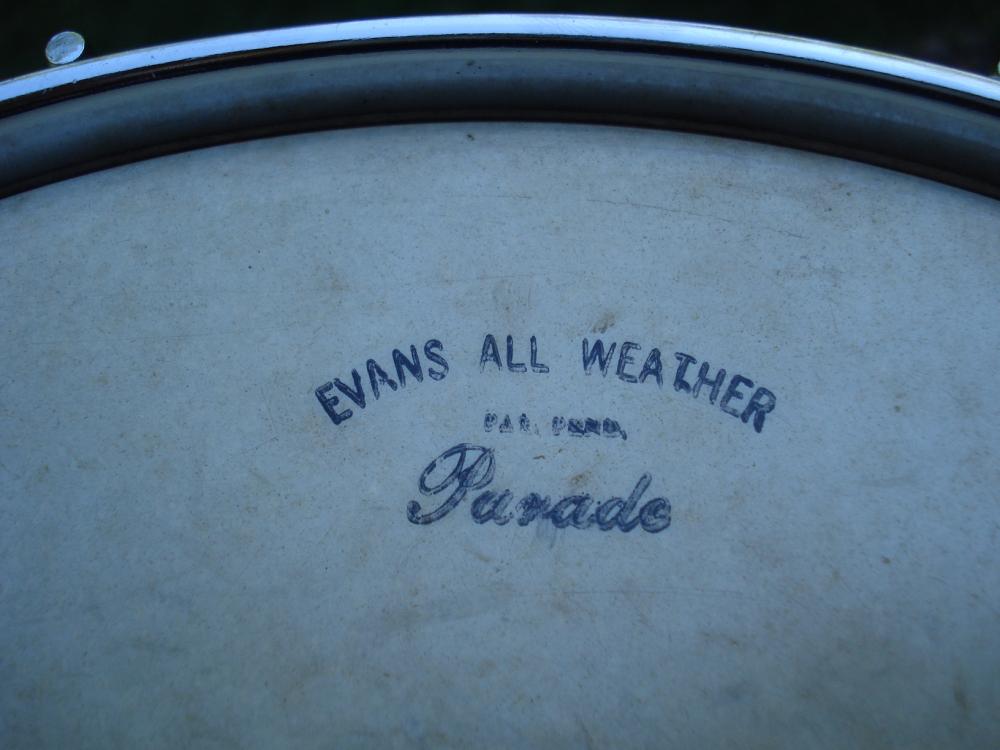 EVANS ALL WEATHER
PAT. PEND.
Parade